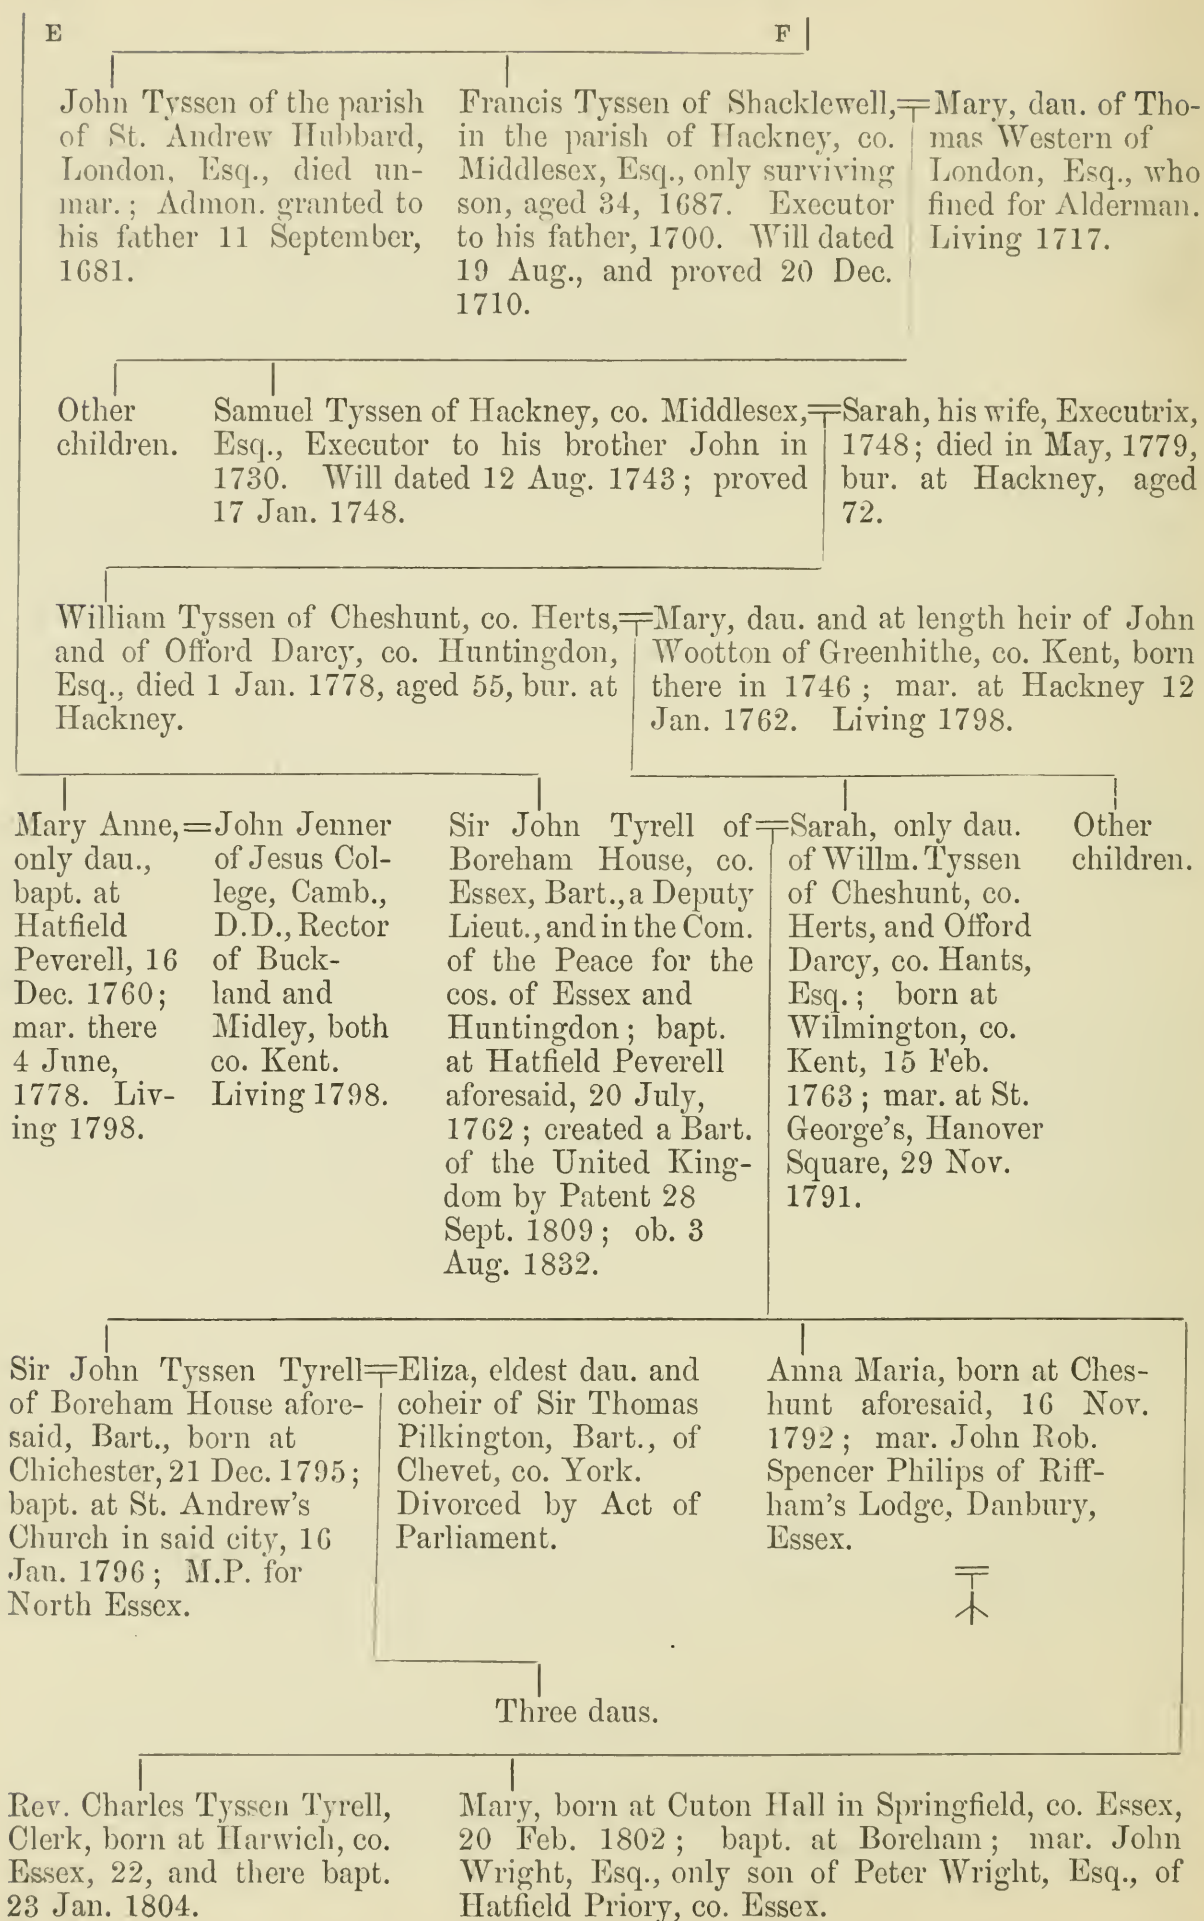 E F
John Tyssen of the parish
of St. Andrew Hubbard,
London, Esq., died un-
mar.; Admon. granted to
his father 11 September,
1681.
Francis Tyssen of Shacklewell,
in the parish of Hackney, co.
Middlesex, Esq., only surviving
son, aged 34, 1687. Executor
to his father, 1700. Will dated
19 Aug., and proved 20 Dec.
1710.
Mary, dau. of Tho-
mas Western of
London, Esq., who
fined for Alderman.
Living 1717.
Other
children.
Samuel Tyssen of Hackney, co. Middlesex,
Esq., Executor to his brother John in
1730. Will dated 12 Aug. 1743; proved
17 Jan. 1748.
Sarah, his wife, Executrix,
1748; died in May, 1779,
bur. at Hackney, aged
72.
William Tyssen of Cheshunt, co. Herts,
and of Offord Darcy, co. Huntingdon,
Esq., died 1 Jan. 1778, aged 55, bur. at
Hackney.
Mary, dau. and at length heir of John
Wootton of Greenhithe, co. Kent, born
there in 1746; mar. at Hackney 12
Jan. 1762. Living 1798.
Mary Anne,
only dau.,
bapt. at
Hatfield
Peverell, 16
Dec. 1760;
mar. there
4 June,
1778. Liv-
ing 1798.
John Jenner
of Jesus Col-
lege, Camb.,
D.D., Rector
of Buck-
land and
Midley, both
co. Kent.
Living 1798.
Sir John Tyrell of
Boreham House, co.
Essex, Bart., a Deputy
Lieut., and in the Com.
of the Peace for the
cos. of Essex and
Huntingdon; bapt.
at Hatfield Peverell
aforesaid, 20 July,
1762; created a Bart.
of the United King-
dom by Patent 28
Sept. 1809; ob. 3
Aug. 1832.
Sarah, only dau.
of Willm. Tyssen
of Cheshunt, co.
Herts, and Offord
Darcy, co. Hants,
Esq.; born at
Wilmington, co.
Kent, 15 Feb.
1763; mar. at St.
George's, Hanover
Square, 29 Nov.
1791.
Other
children.
Sir John Tyssen Tyrell
of Boreham House afore-
said, Bart., born at
Chichester, 21 Dec. 1795;
bapt. at St. Andrew's
Church in said city, 16
Jan. 1796; M.P. for
North Essex.
Eliza, eldest dau. and
coheir of Sir Thomas
Pilkington, Bart., of
Chevet, co. York.
Divorced by Act of
Parliament.
Anna Maria, born at Ches-
hunt aforesaid, 16 Nov.
1792; mar. John Rob.
Spencer Philips of Riff-
ham's Lodge, Danbury,
Essex.
Three daus.
Rev. Charles Tyssen Tyrell,
Clerk, born at Harwich, co.
Essex, 22, and there bapt.
23 Jan. 1804.
Mary, born at Cuton Hall in Springfield, co. Essex,
20 Feb. 1802; bapt. at Boreham; mar. John
Wright, Esq., only son of Peter Wright, Esq., of
Hatfield Priory, co. Essex.